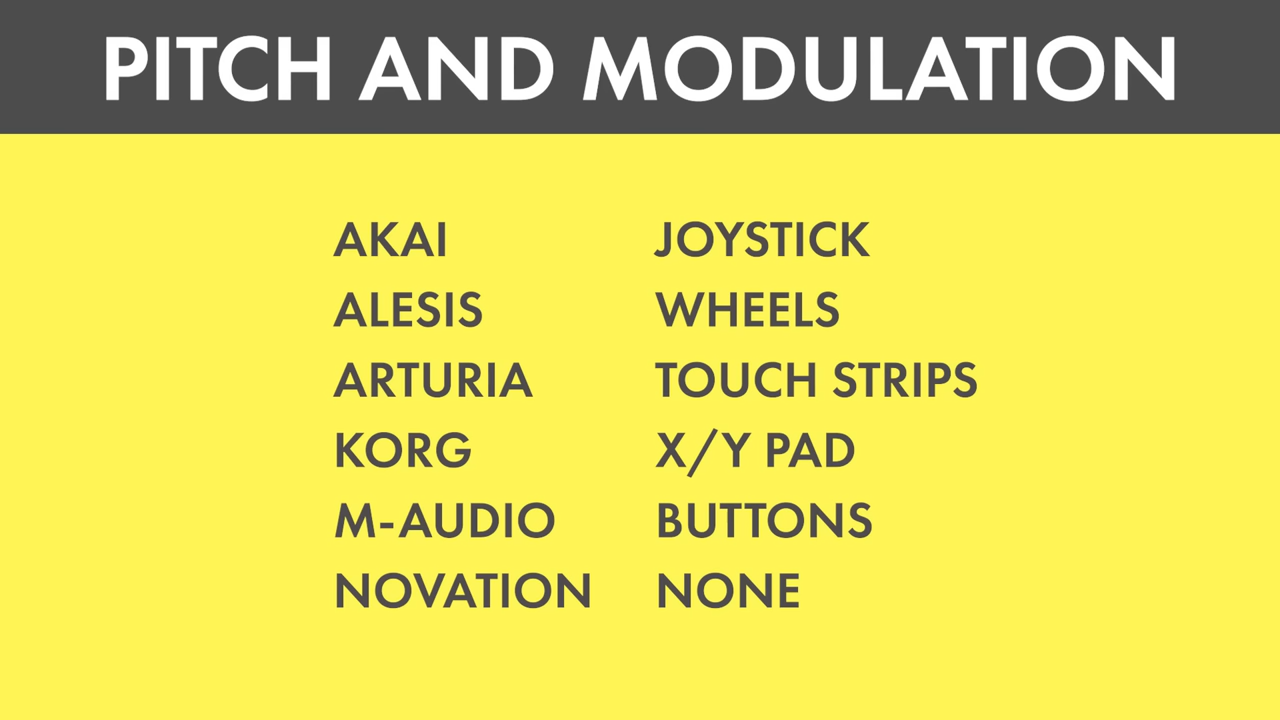 PITCH AND MODULATION
AKAI JOYSTICK
ALESIS WHEELS
ARTURIA TOUCH STRIPS
KORG X/Y PAD
M-AUDIO BUTTONS
NOVATION NONE